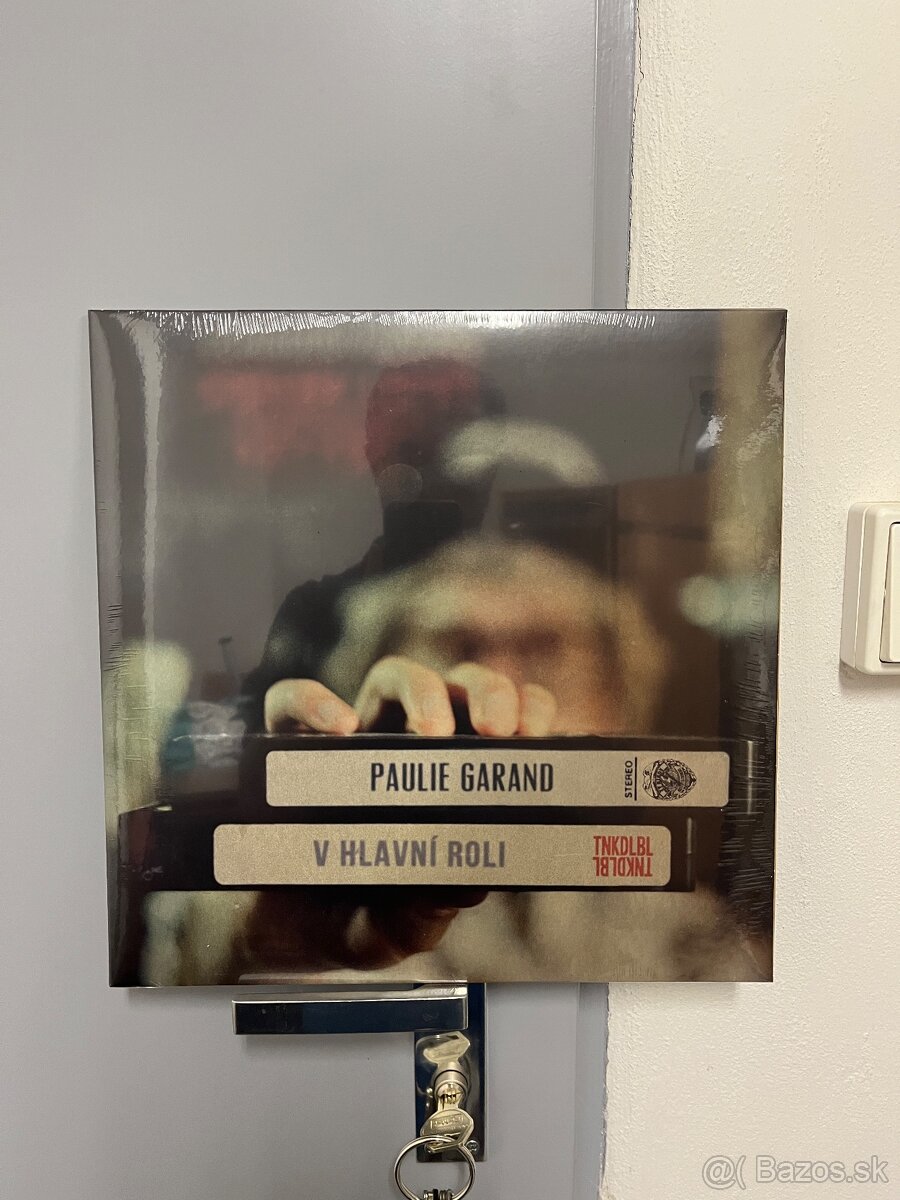 PAULIE GARAND
STEREO
V HLAVNÍ ROLI
TNKDLBL
TNKDLBL
@( Bazos.sk